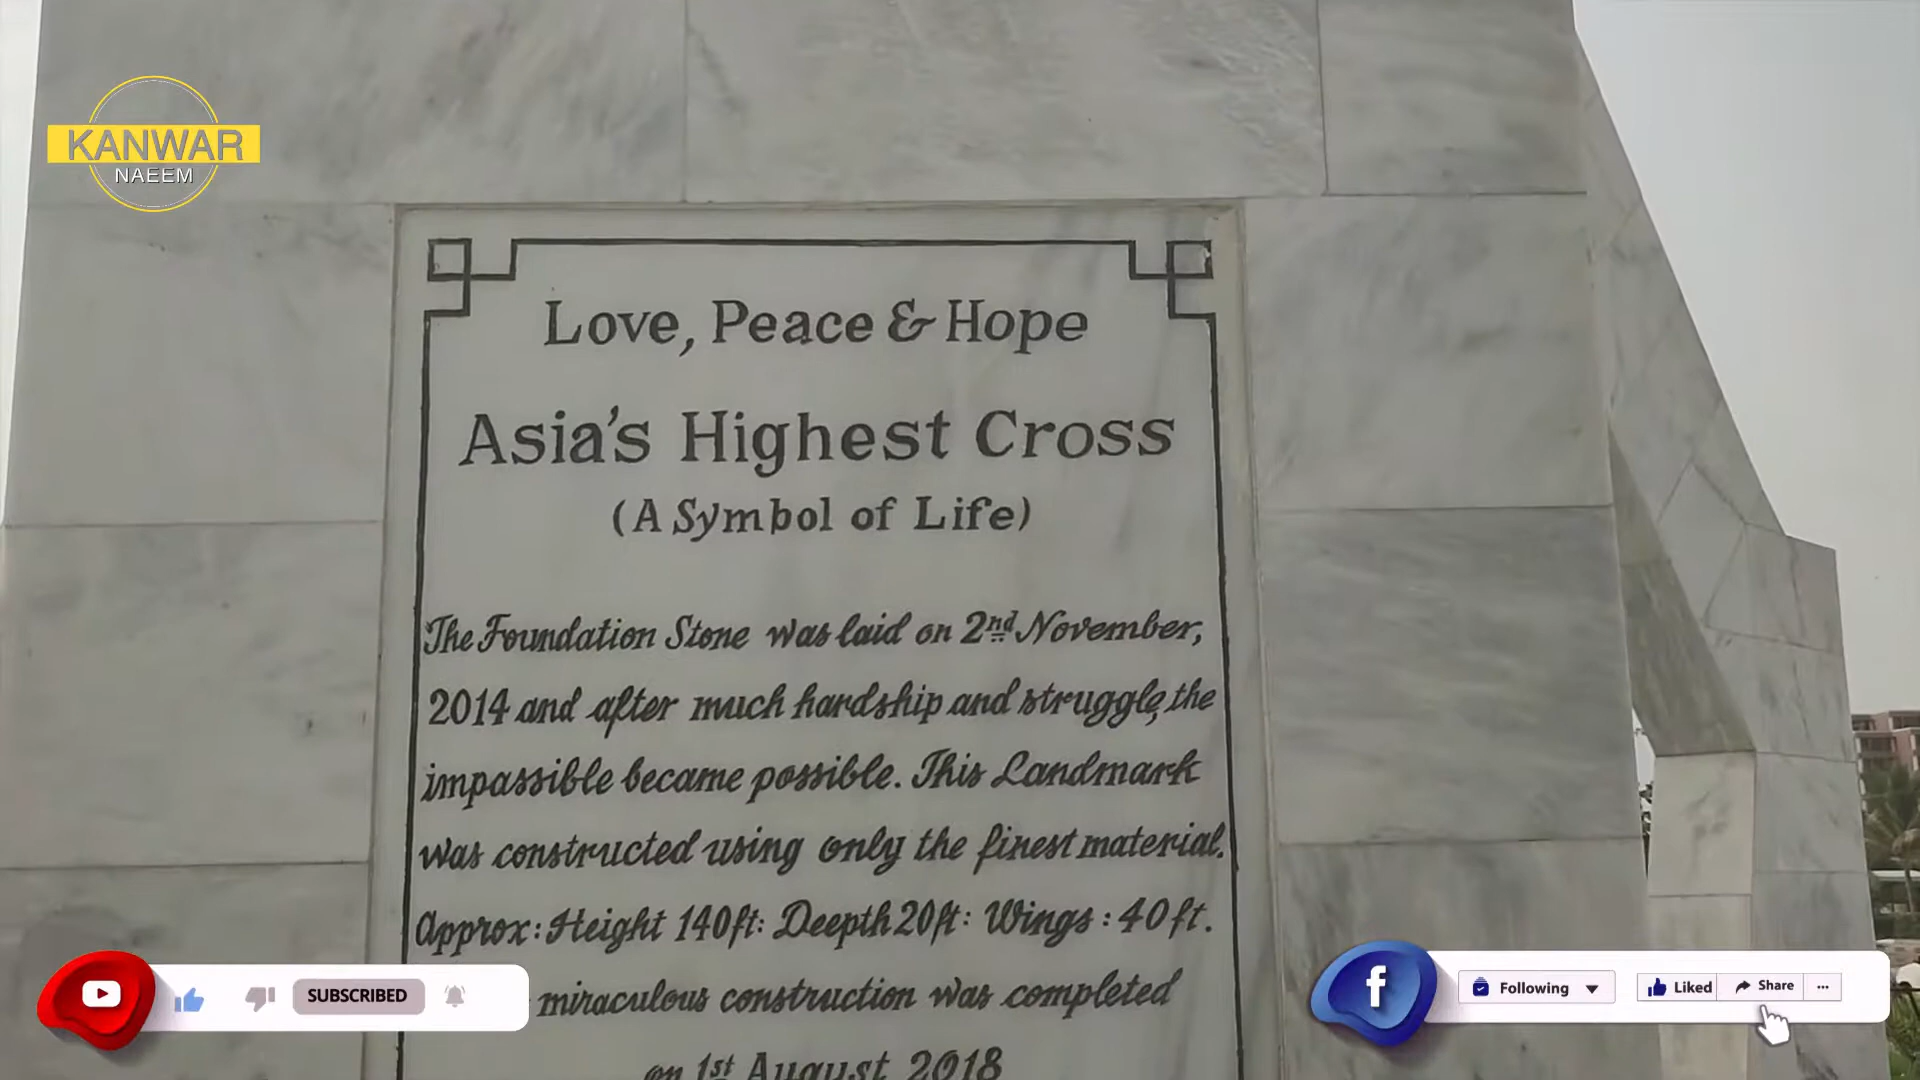 KANWAR
NAEEM
Love, Peace & Hope
Asia's Highest Cross
(A Symbol of Life)
The Foundation Stone was laid on 2nd November,
2014 and after much hardship and struggle, the
impassible became possible. This Landmark
was constructed using only the finest material.
Approx: Height 140ft: Deepth 20ft: Wings: 40ft.
miraculous construction was completed
on 1st August 2018
SUBSCRIBED
Following
Liked
Share